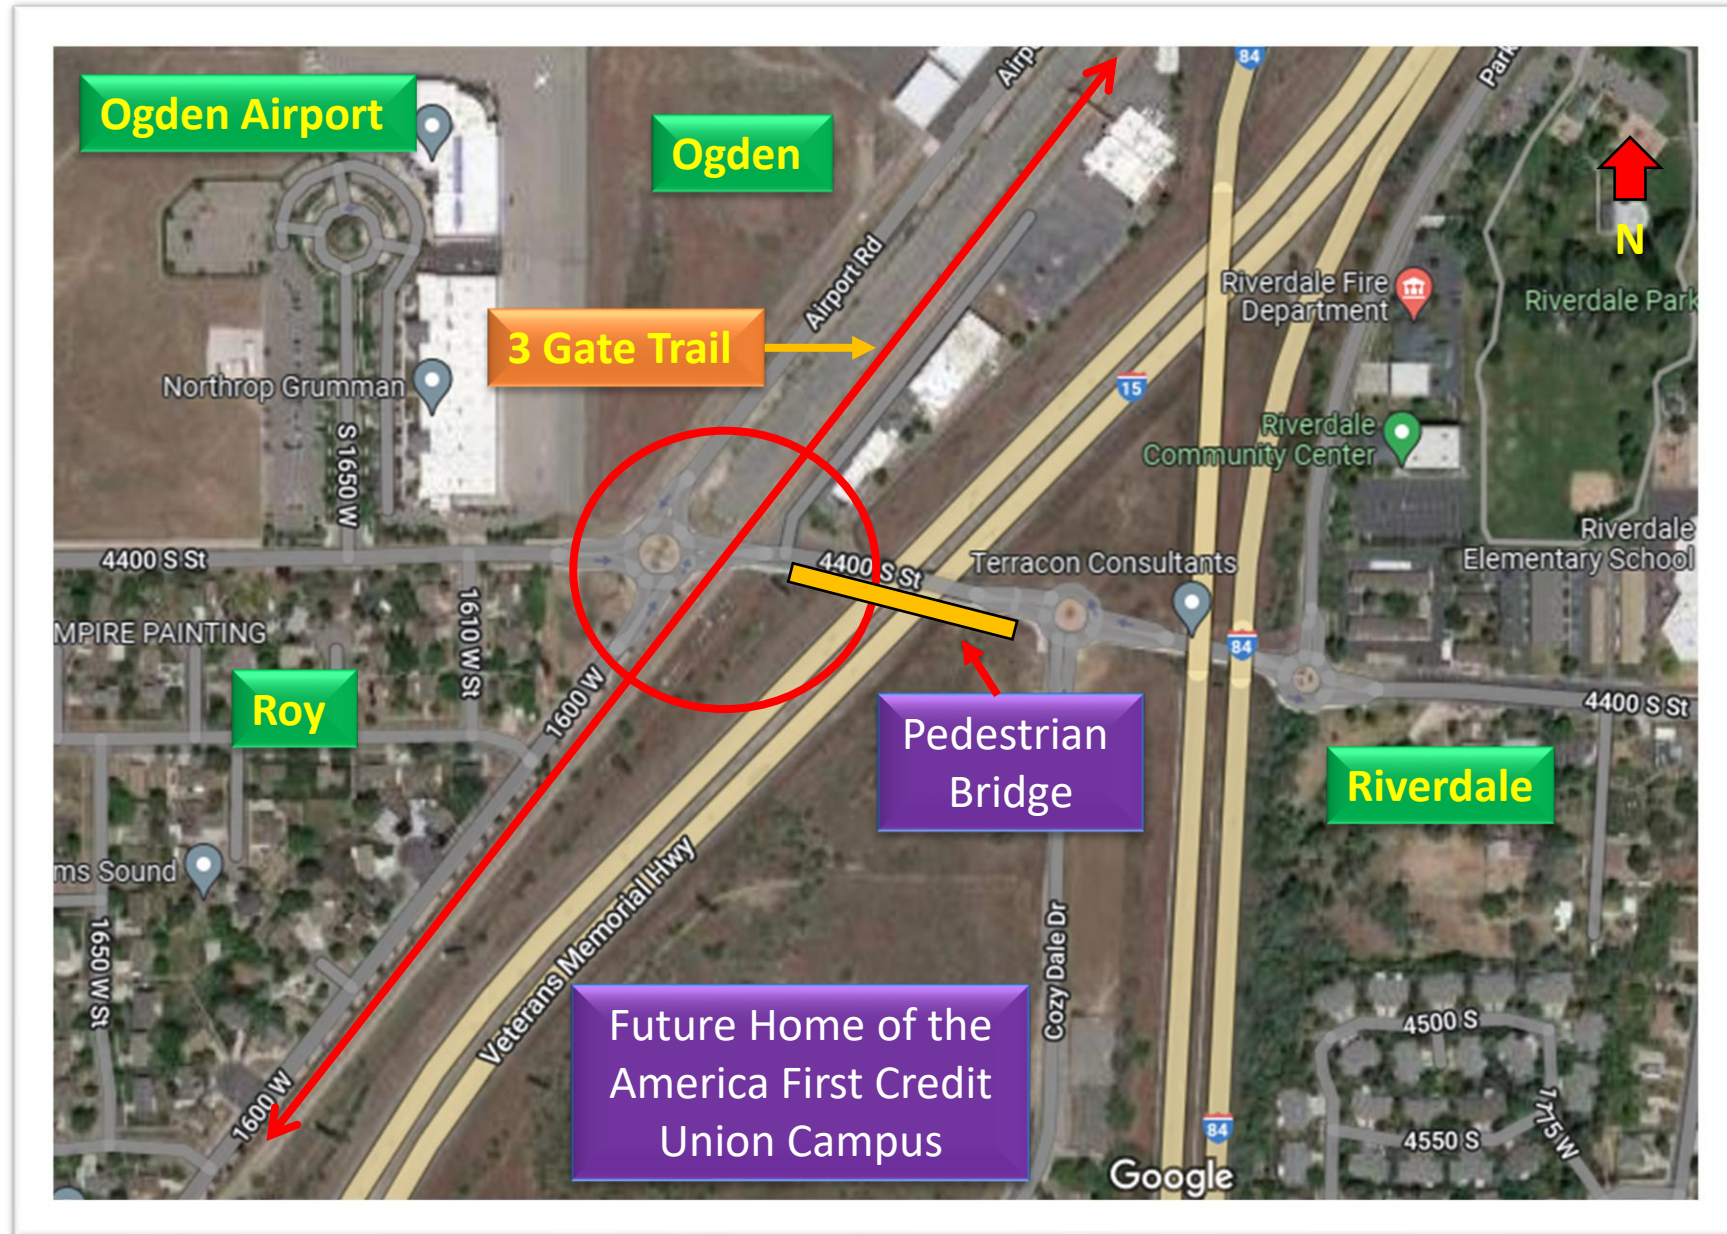 84
Airp
Park
Ogden Airport
Ogden
N
Airport Rd
Riverdale Fire
Department
Riverdale Park
3 Gate Trail
Northrop Grumman
15
S 1650 W
Riverdale
Community Center
Riverdale
Elementary School
4400 S St
4400 S St
Terracon Consultants
1610 W St
MPIRE PAINTING
84
Roy
1600 W
4400 S St
Pedestrian
Bridge
Riverdale
ms Sound
Veterans Memorial Hwy
1650 W St
Cozy Dale Dr
Future Home of the
America First Credit
Union Campus
4500 S
1600 W
84
4550 S
1775 W
Google